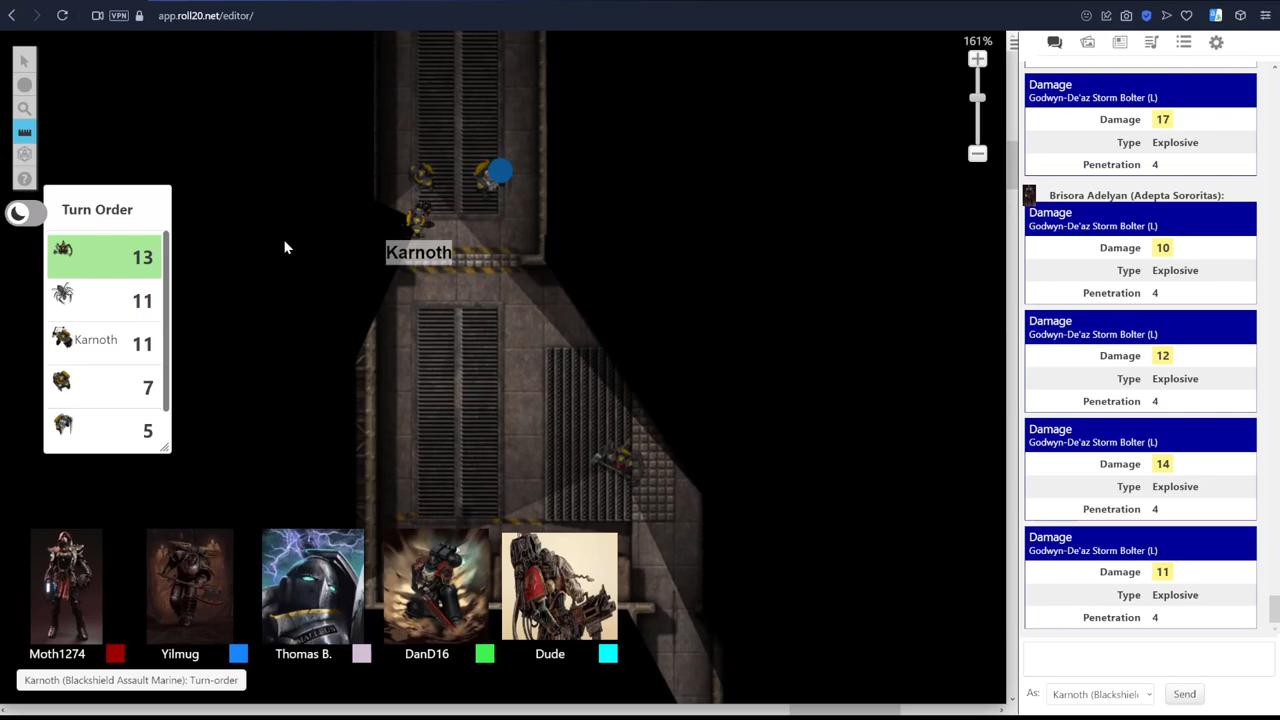 VPN
app.roll20.net/editor/
161%
Turn Order
13
11
Karnoth
11
7
5
Karnoth
Moth1274
Yilmug
Thomas B.
DanD16
Dude
Karnoth (Blackshield Assault Marine): Turn-order
Damage
Godwyn-De'az Storm Bolter (L)
Damage 17
Type Explosive
Penetration 4
Brisora Adelyan (Adepta Sororitas):
Damage
Godwyn-De'az Storm Bolter (L)
Damage 10
Type Explosive
Penetration 4
Damage
Godwyn-De'az Storm Bolter (L)
Damage 12
Type Explosive
Penetration 4
Damage
Godwyn-De'az Storm Bolter (L)
Damage 14
Type Explosive
Penetration 4
Damage
Godwyn-De'az Storm Bolter (L)
Damage 11
Type Explosive
Penetration 4
As: Karnoth (Blackshiel
Send